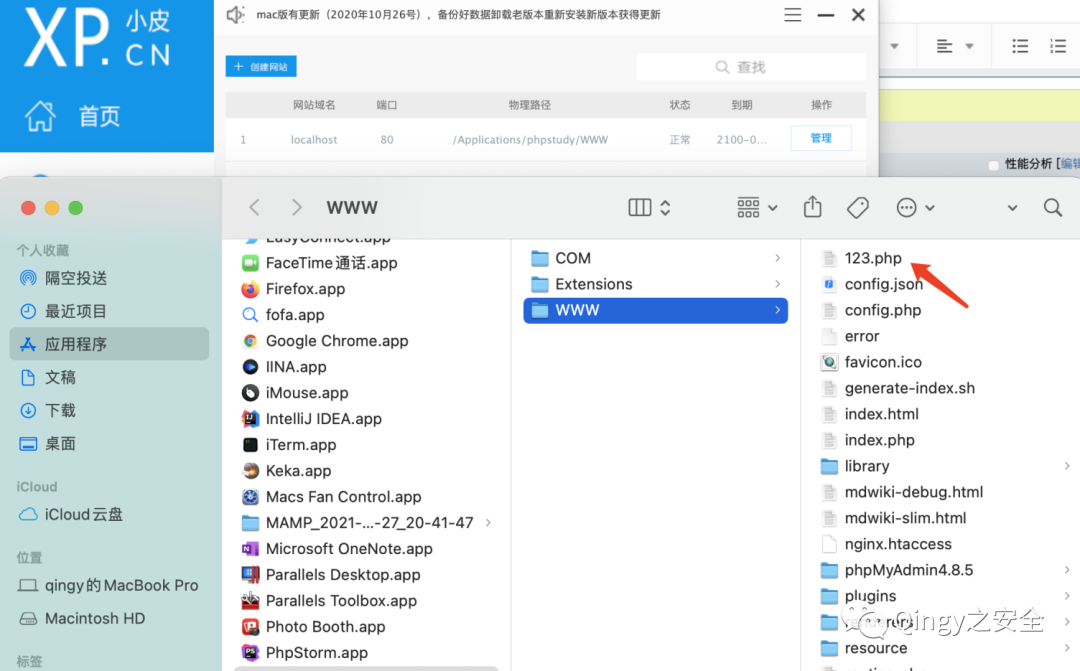 XP. 小皮
CN
首页
mac版有更新（2020年10月26号），备份好数据卸载老版本重新安装新版本获得更新
+ 创建网站
查找
网站域名 端口 物理路径 状态 到期 操作
1 localhost 80 /Applications/phpstudy/WWW 正常 2100-0... 管理
性能分析 [编辑
WWW
个人收藏
隔空投送
最近项目
应用程序
文稿
下载
桌面
iCloud
iCloud云盘
位置
qingy的MacBook Pro
Macintosh HD
标签
EasyConnect.app
FaceTime通话.app
Firefox.app
fofa.app
Google Chrome.app
IINA.app
iMouse.app
IntelliJ IDEA.app
iTerm.app
Keka.app
Macs Fan Control.app
MAMP_2021-...-27_20-41-47
Microsoft OneNote.app
Parallels Desktop.app
Parallels Toolbox.app
Photo Booth.app
PhpStorm.app
COM
Extensions
WWW
123.php
config.json
config.php
error
favicon.ico
generate-index.sh
index.html
index.php
library
mdwiki-debug.html
mdwiki-slim.html
nginx.htaccess
phpMyAdmin4.8.5
plugins
renderers
resource
Qingy之安全